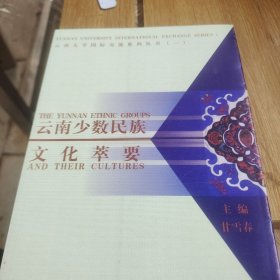 YUNNAN UNIVERSITY INTERNATIONAL EXCHANGE SERIES
云南大学国际交流系列丛书（一）
THE YUNNAN ETHNIC GROUPS
云南少数民族
文化萃要
AND THEIR CULTURES
主编
甘雪春